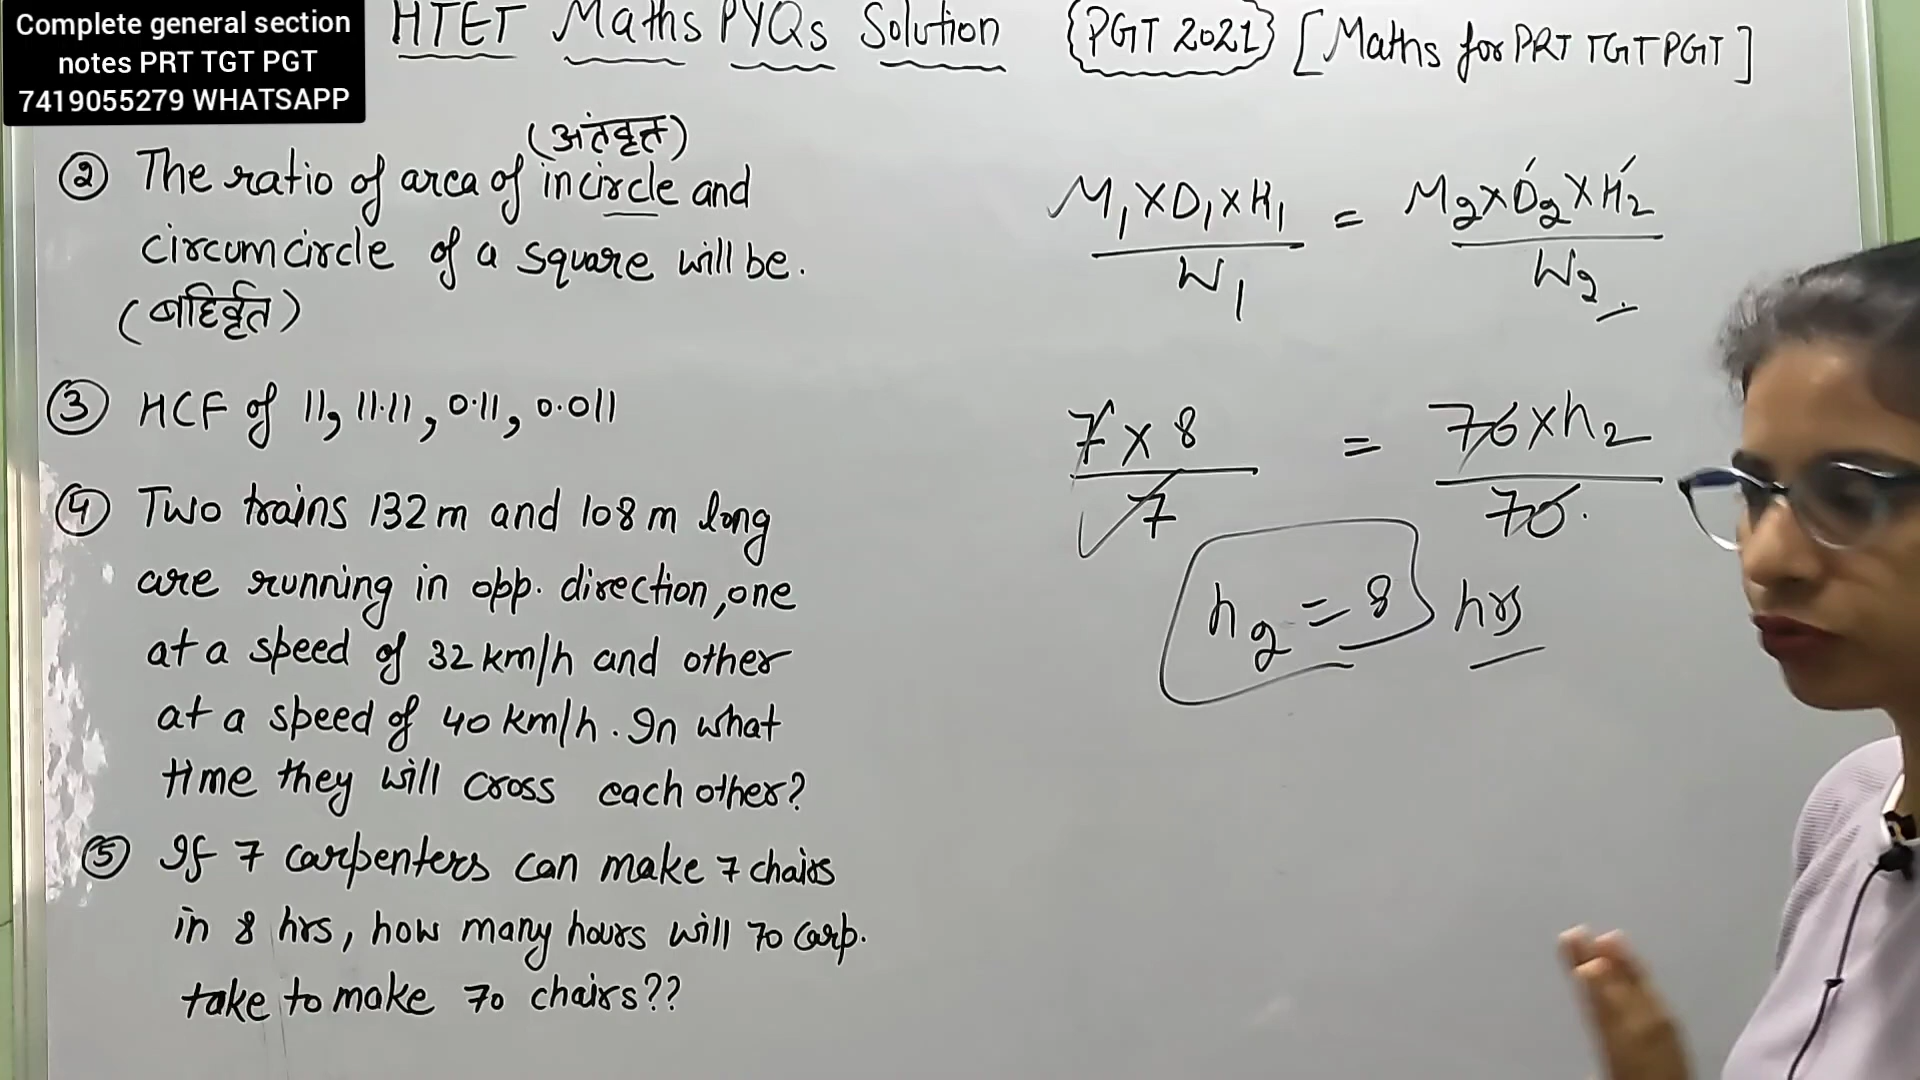 Complete general section
notes PRT TGT PGT
7419055279 WHATSAPP
HTET Maths PYQs Solution {PGT 2021} [Maths for PRT TGT PGT]
(अंतवृत)
② The ratio of area of incircle and
circumcircle of a square will be.
(बहिर्वृत)
③ HCF of 11, 11.11, 0.11, 0.011
④ Two trains 132m and 108m long
are running in opp. direction, one
at a speed of 32 km/h and other
at a speed of 40 km/h. In what
time they will cross each other?
⑤ If 7 carpenters can make 7 chairs
in 8 hrs, how many hours will 70 carp.
take to make 70 chairs??
M1 X D1 X H1 = M2 X D2 X H2
W1 W2
7 X 8 = 70 X h2
7 70
h2 = 8 hrs